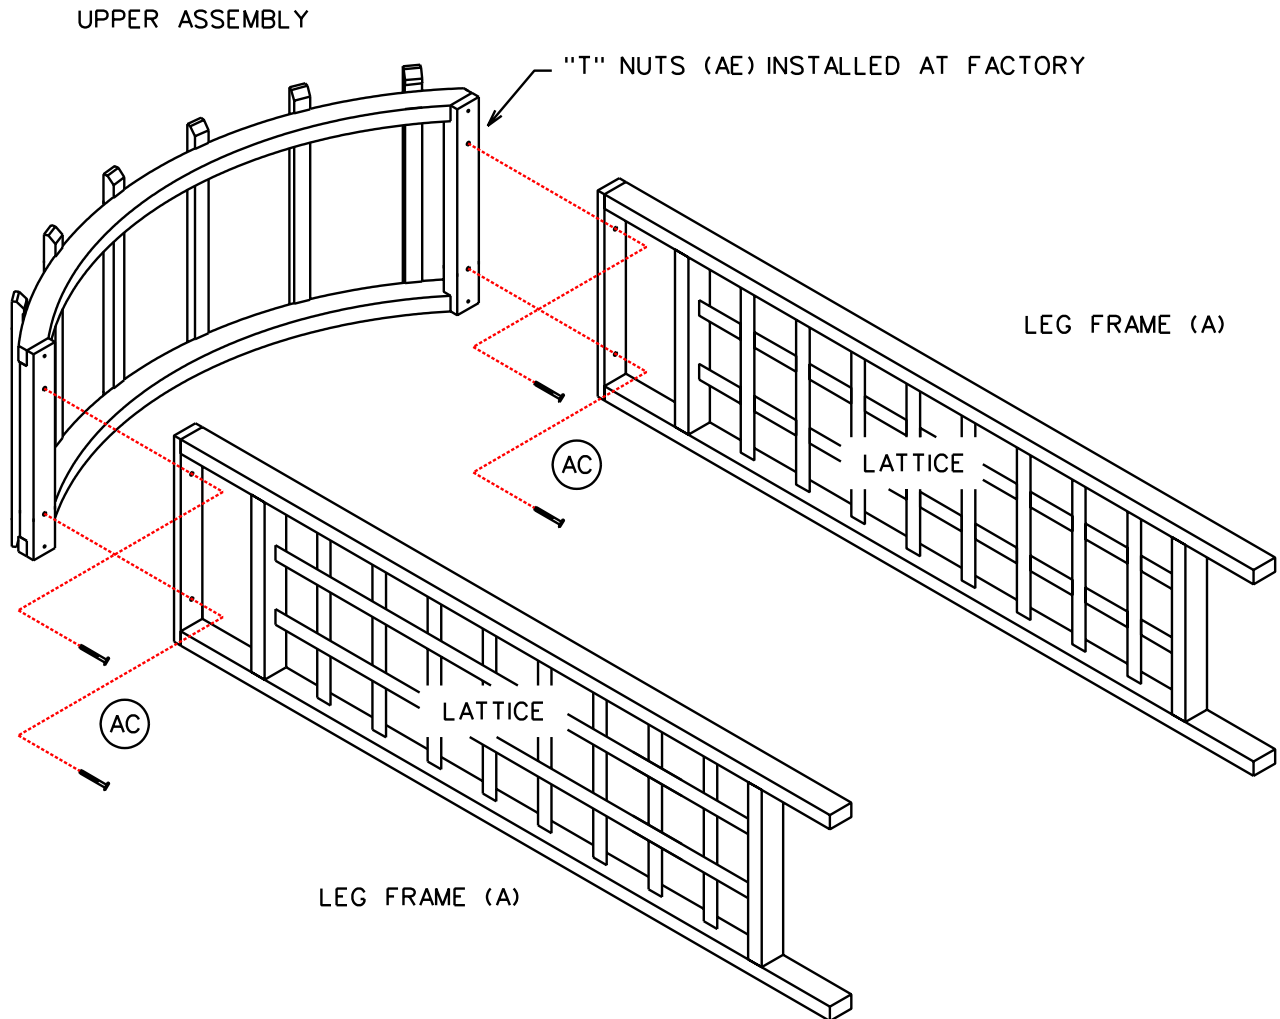 UPPER ASSEMBLY
"T" NUTS (AE) INSTALLED AT FACTORY
LEG FRAME (A)
LATTICE
AC
LATTICE
AC
LEG FRAME (A)